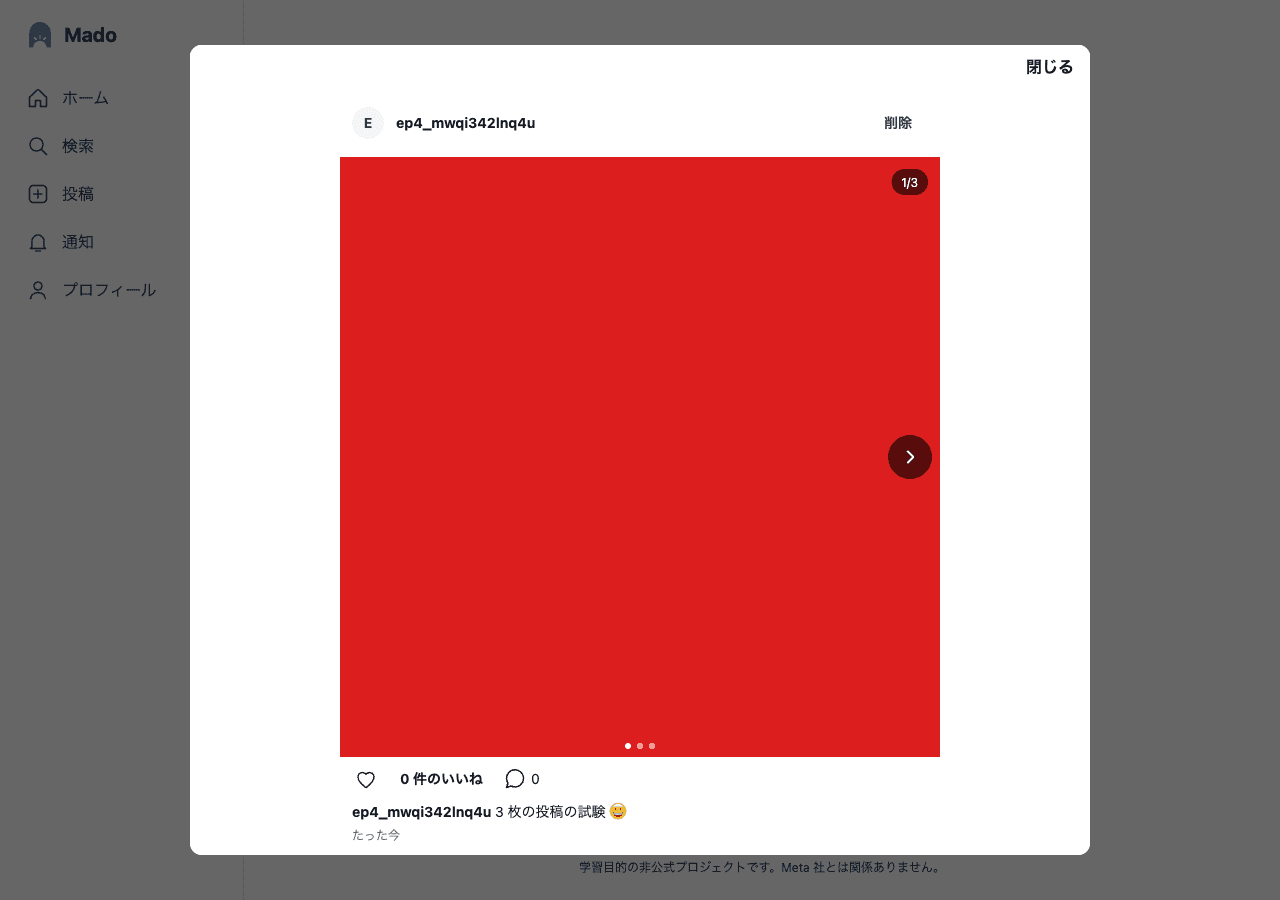 Mado
ホーム
検索
投稿
通知
プロフィール
閉じる
E ep4_mwqi342lnq4u 削除
1/3
0 件のいいね 0
ep4_mwqi342lnq4u 3 枚の投稿の試験 😇
たった今
学習目的の非公式プロジェクトです。Meta 社とは関係ありません。